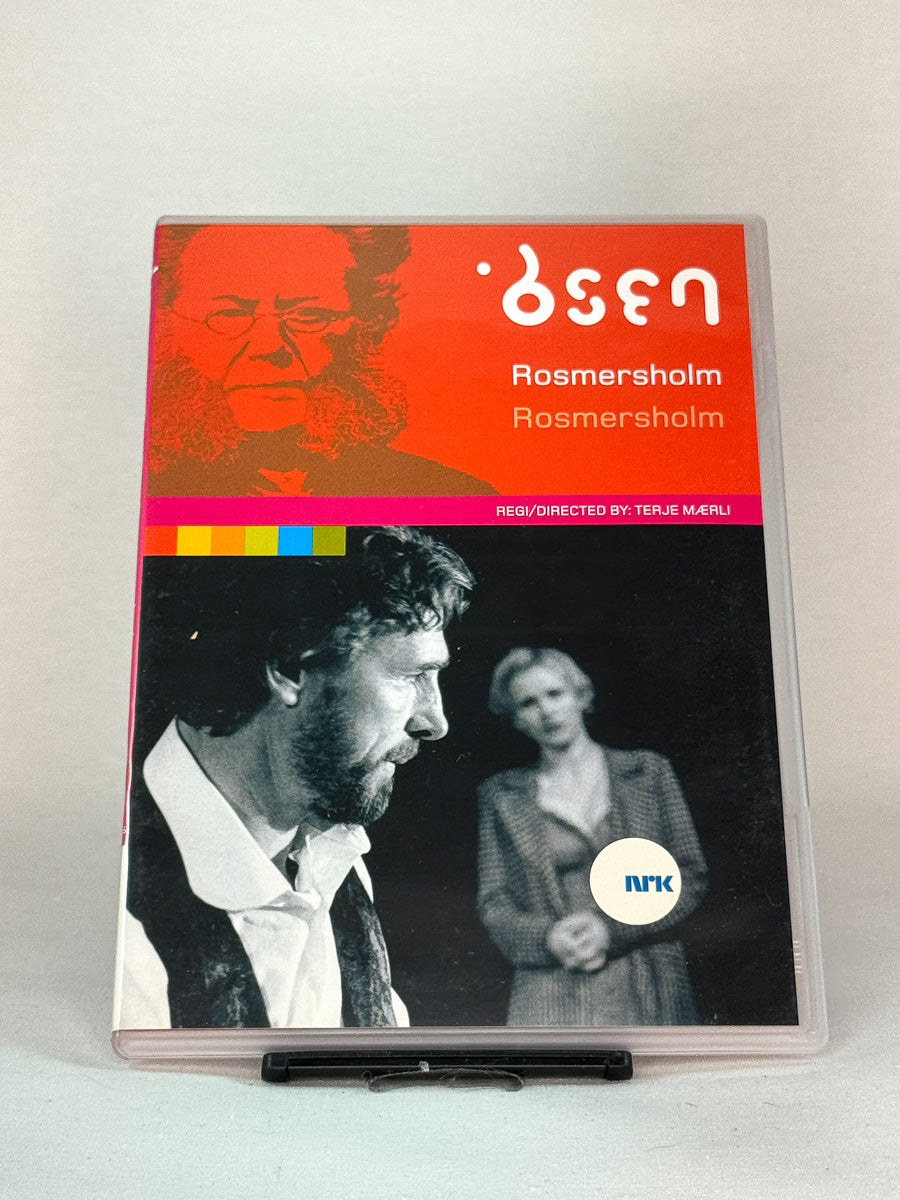 ibsen
Rosmersholm
Rosmersholm
REGI/DIRECTED BY: TERJE MÆRLI
NRK